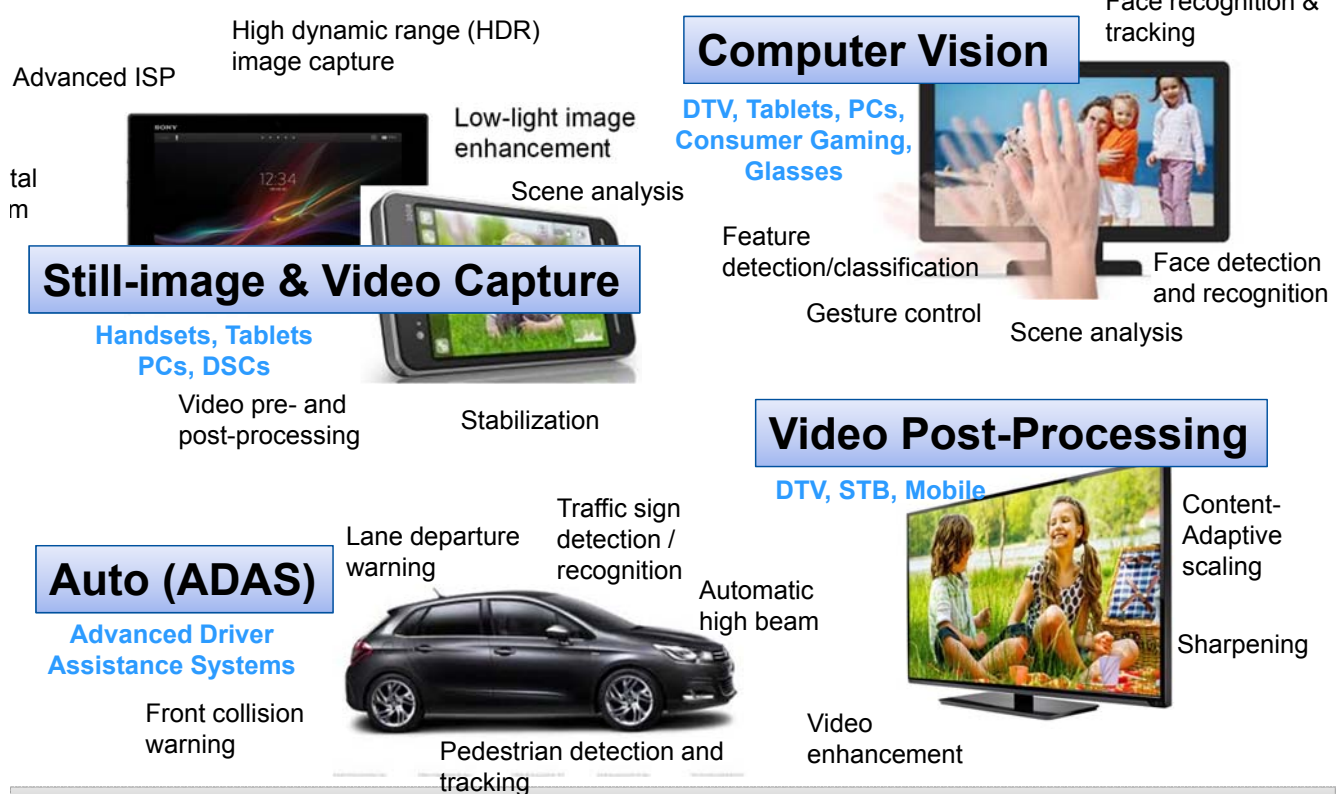 High dynamic range (HDR)
image capture
Advanced ISP
SONY
12:34
Low-light image
enhancement
Scene analysis
tal
m
Still-image & Video Capture
Handsets, Tablets
PCs, DSCs
Video pre- and
post-processing
Stabilization
Face recognition &
tracking
Computer Vision
DTV, Tablets, PCs,
Consumer Gaming,
Glasses
Feature
detection/classification
Gesture control
Scene analysis
Face detection
and recognition
Auto (ADAS)
Advanced Driver
Assistance Systems
Lane departure
warning
Traffic sign
detection /
recognition
Automatic
high beam
Front collision
warning
Pedestrian detection and
tracking
Video Post-Processing
DTV, STB, Mobile
Content-
Adaptive
scaling
Sharpening
Video
enhancement